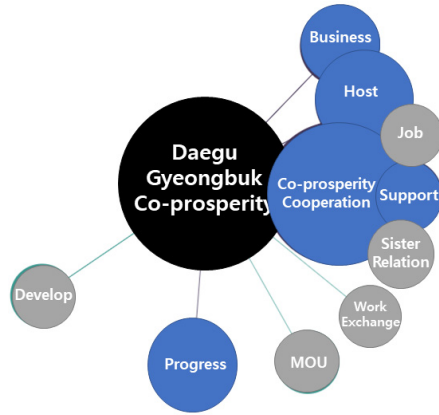 Business
Host
Job
Daegu
Gyeongbuk
Co-prosperity
Co-prosperity
Cooperation
Support
Sister
Relation
Develop
Work
Exchange
Progress
MOU